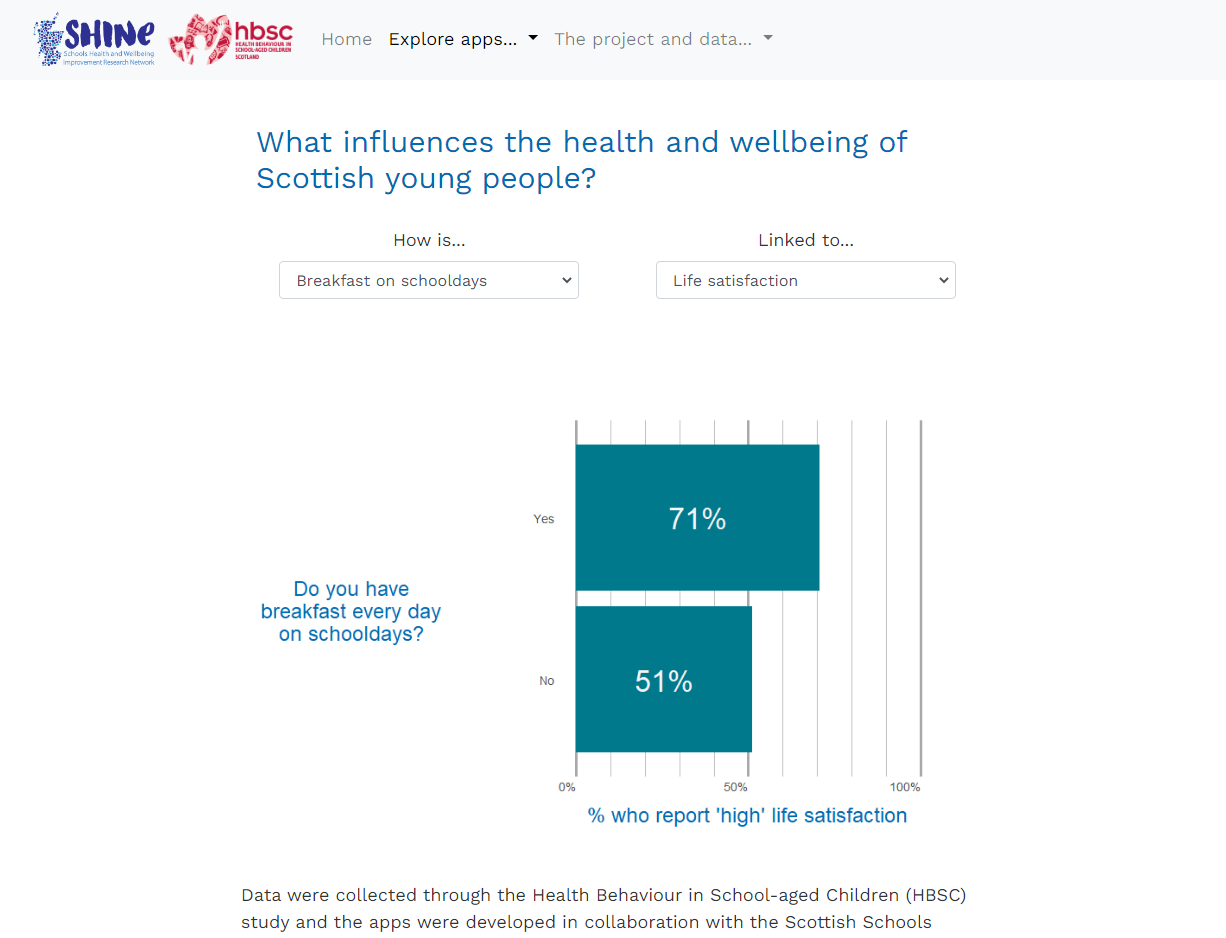 SHINE
Schools Health and Wellbeing
Improvement Research Network
hbsc
HEALTH BEHAVIOUR IN
SCHOOL-AGED CHILDREN
SCOTLAND
Home
Explore apps...
The project and data...
What influences the health and wellbeing of
Scottish young people?
How is...
Linked to...
Breakfast on schooldays
Life satisfaction
Do you have
breakfast every day
on schooldays?
Yes
71%
No
51%
0%
50%
100%
% who report 'high' life satisfaction
Data were collected through the Health Behaviour in School-aged Children (HBSC)
study and the apps were developed in collaboration with the Scottish Schools